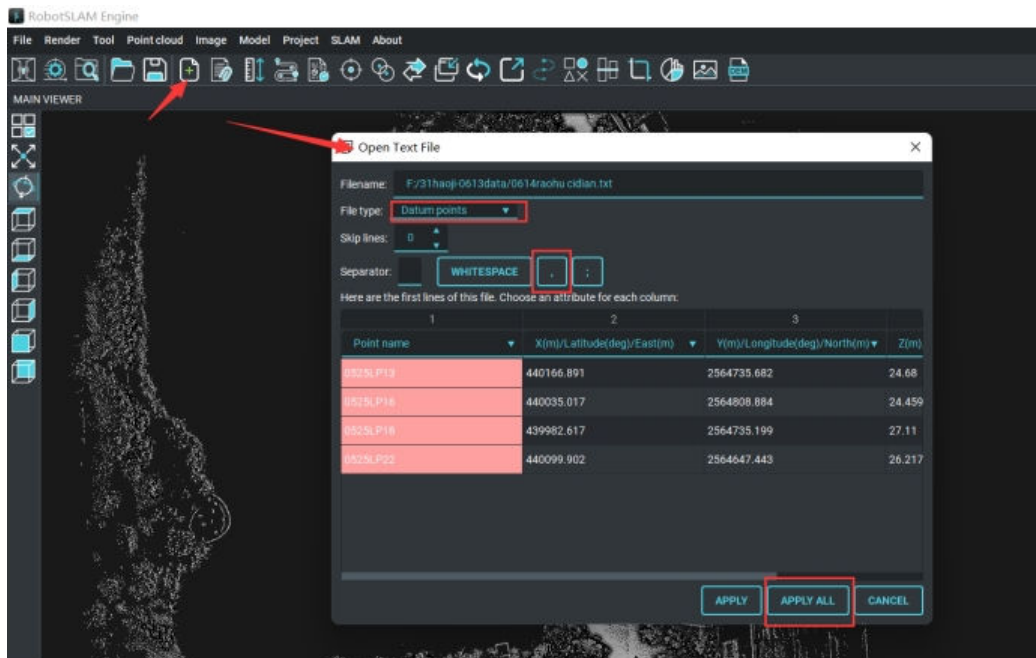 RobotSLAM Engine
File Render Tool Point cloud Image Model Project SLAM About
MAIN VIEWER
Open Text File
Filename: F:/31haoji-0613data/0614raohu cidian.txt
File type: Datum points
Skip lines: 0
Separator: WHITESPACE , ;
Here are the first lines of this file. Choose an attribute for each column:
1 2 3
Point name X(m)/Latitude(deg)/East(m) Y(m)/Longitude(deg)/North(m) Z(m)
0525LP13 440166.891 2564735.682 24.68
0525LP16 440035.017 2564808.884 24.459
0525LP18 439982.617 2564735.199 27.11
0525LP22 440099.902 2564647.443 26.217
APPLY APPLY ALL CANCEL